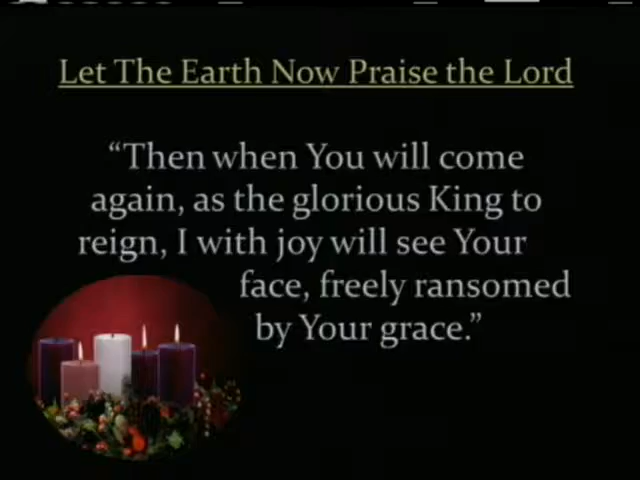 Let The Earth Now Praise the Lord
“Then when You will come
again, as the glorious King to
reign, I with joy will see Your
face, freely ransomed
by Your grace.”